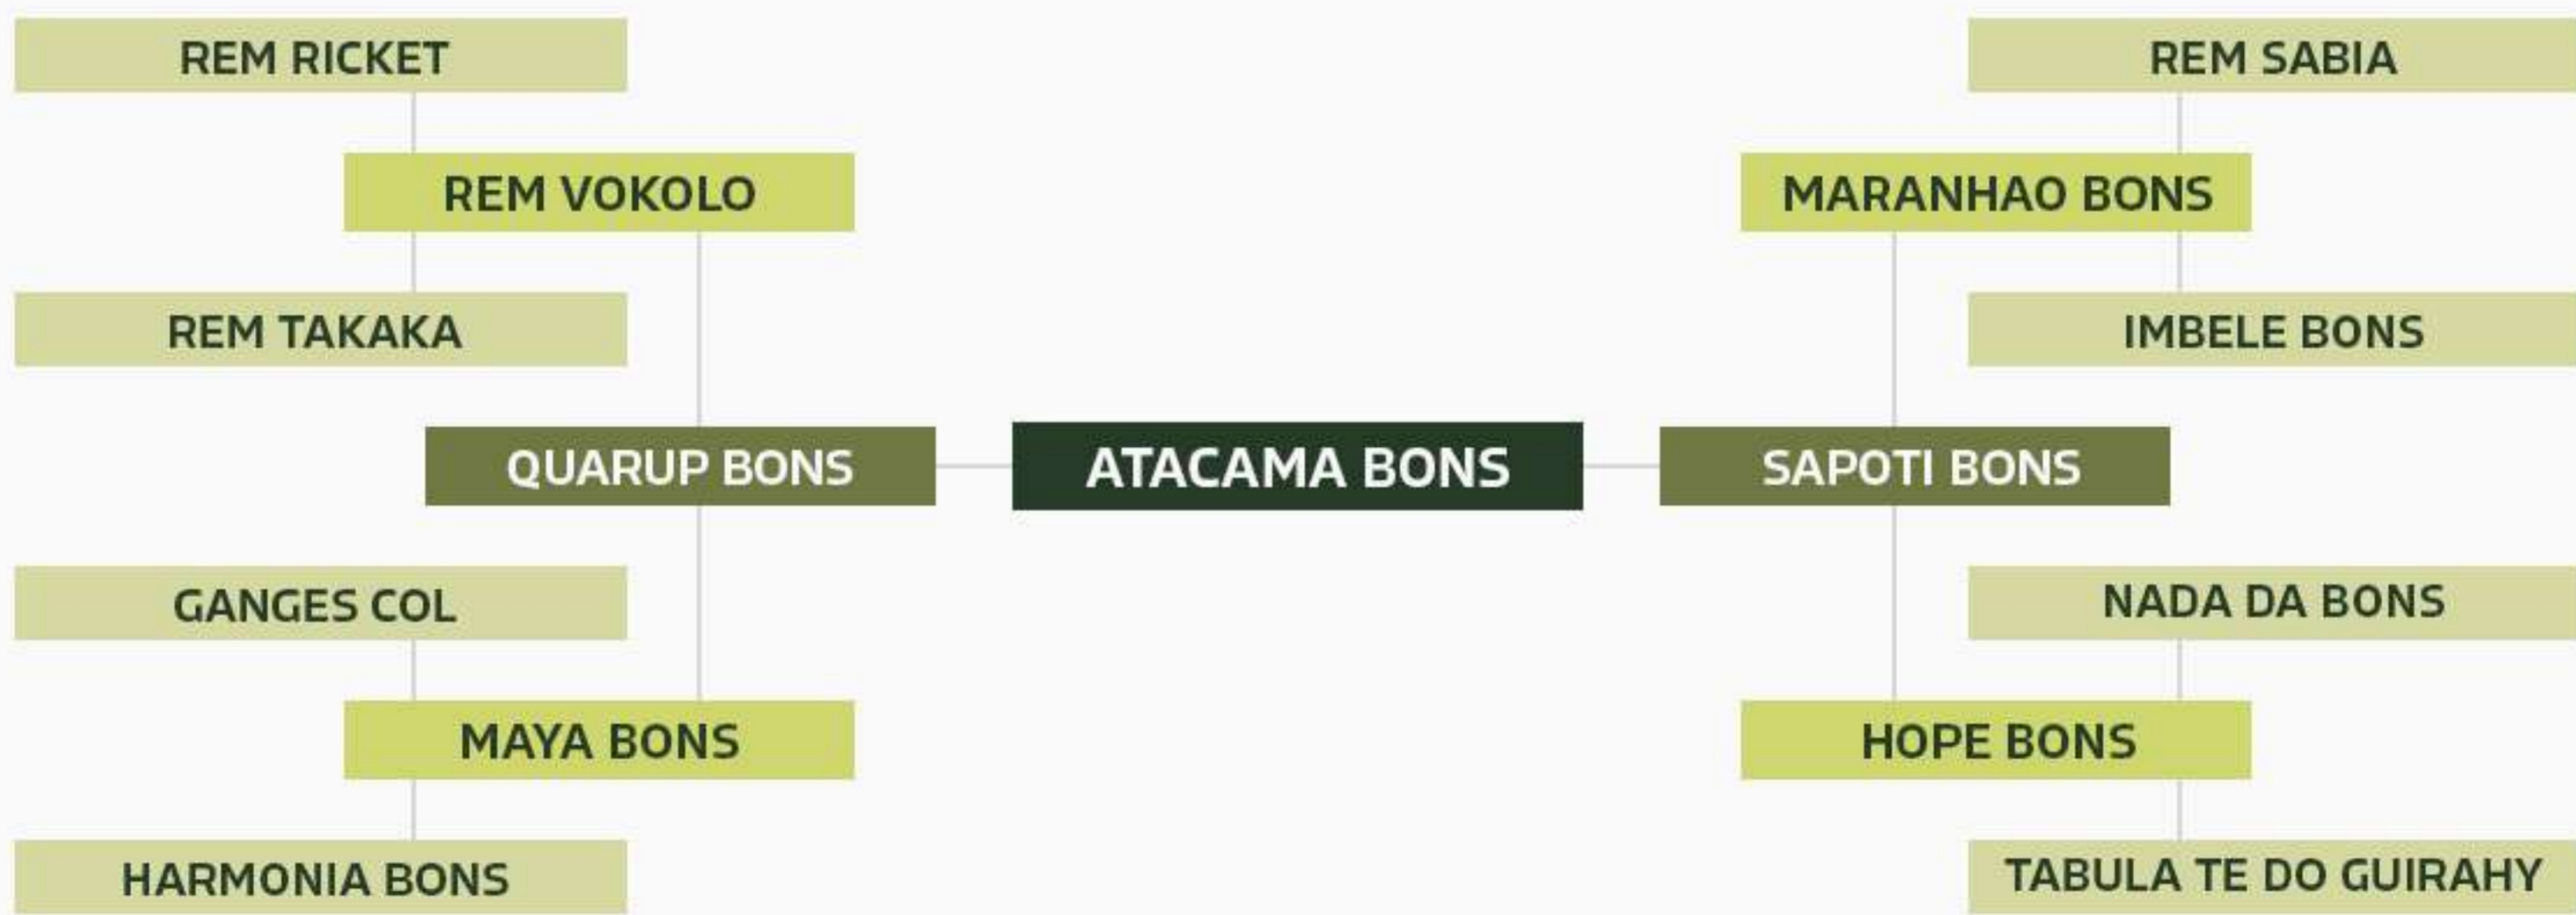 REM RICKET
REM SABIA
REM VOKOLO
MARANHAO BONS
REM TAKAKA
IMBELE BONS
QUARUP BONS
ATACAMA BONS
SAPOTI BONS
GANGES COL
NADA DA BONS
MAYA BONS
HOPE BONS
HARMONIA BONS
TABULA TE DO GUIRAHY